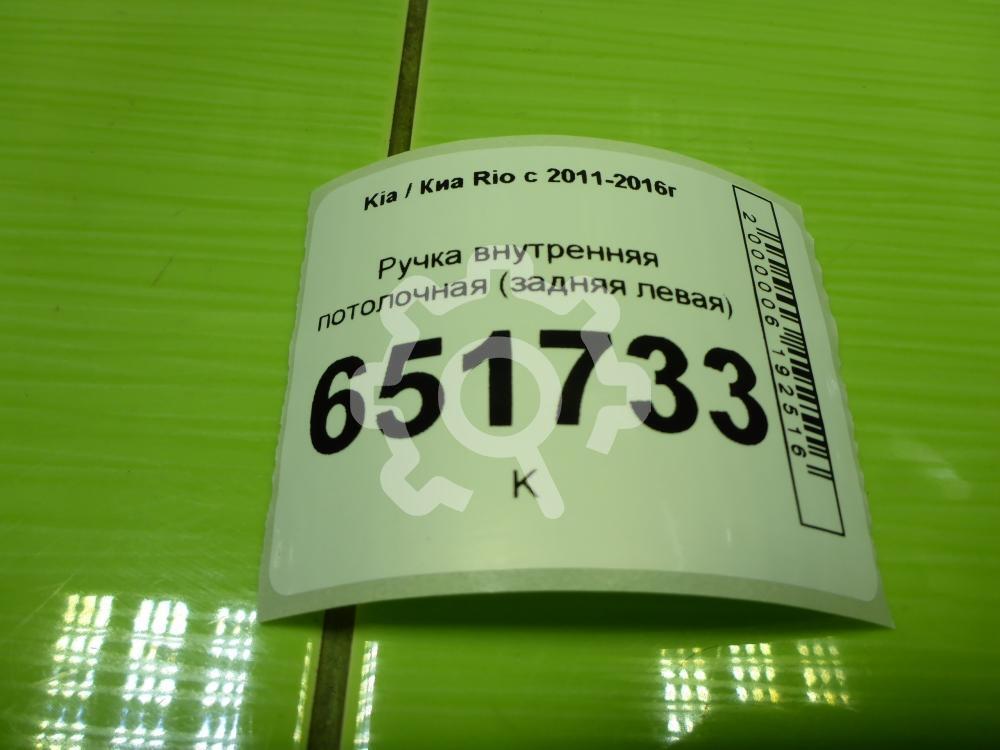 Kia / Киа Rio с 2011-2016г
Ручка внутренняя
потолочная (задняя левая)
651733
К
2000006192516